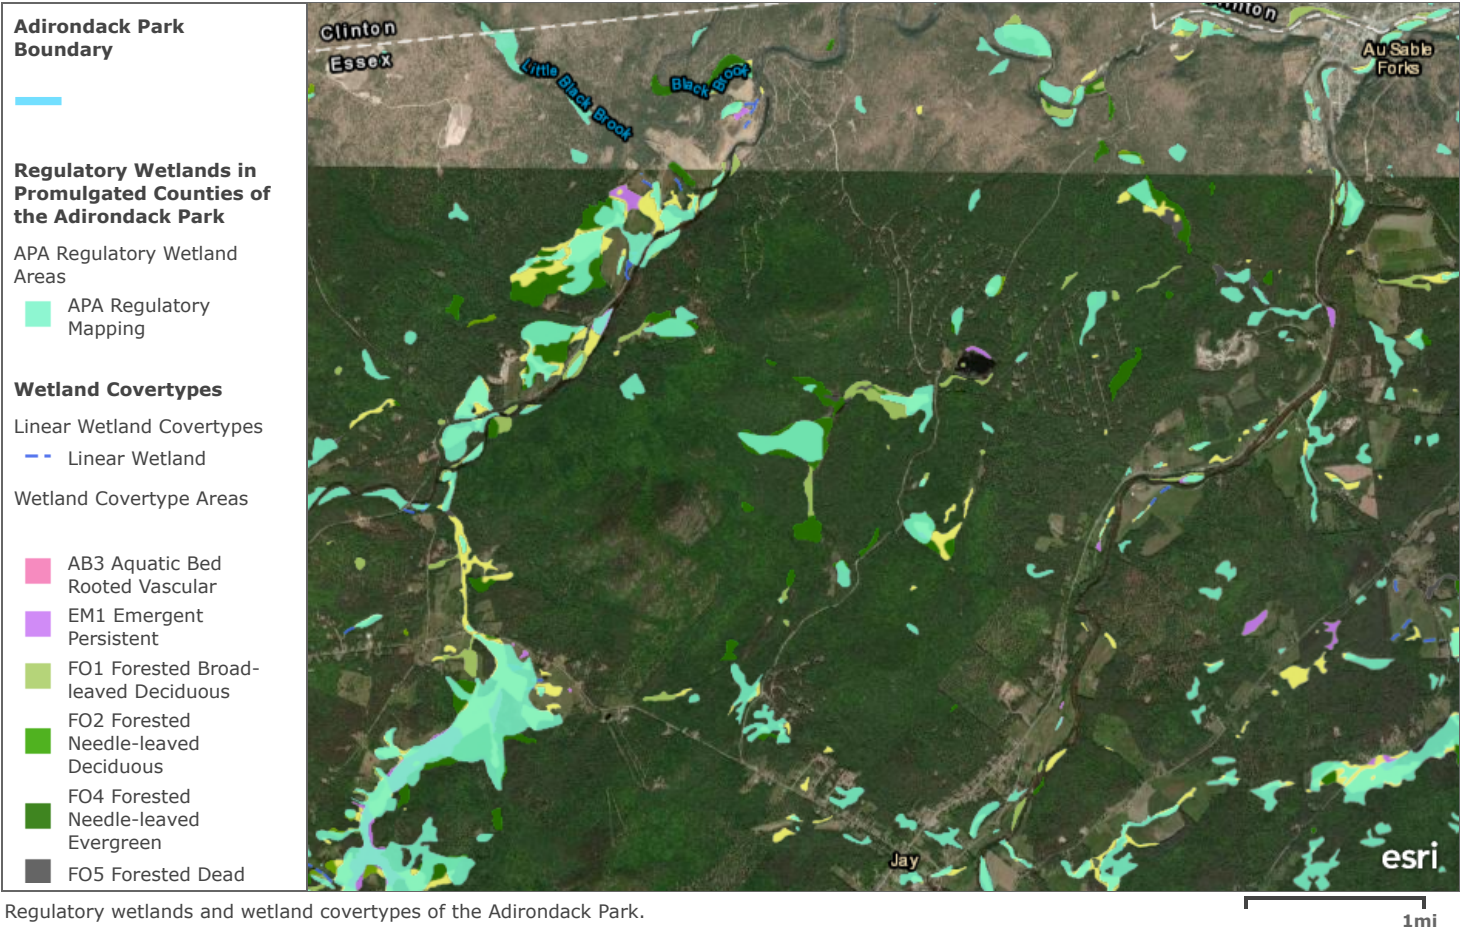 Adirondack Park
Boundary
Regulatory Wetlands in
Promulgated Counties of
the Adirondack Park
APA Regulatory Wetland
Areas
APA Regulatory
Mapping
Wetland Covertypes
Linear Wetland Covertypes
Linear Wetland
Wetland Covertype Areas
AB3 Aquatic Bed
Rooted Vascular
EM1 Emergent
Persistent
FO1 Forested Broad-
leaved Deciduous
FO2 Forested
Needle-leaved
Deciduous
FO4 Forested
Needle-leaved
Evergreen
FO5 Forested Dead
Clinton
Essex
Little Black Brook
Black Brook
Clinton
Au Sable
Forks
Jay
esri
Regulatory wetlands and wetland covertypes of the Adirondack Park.
1mi